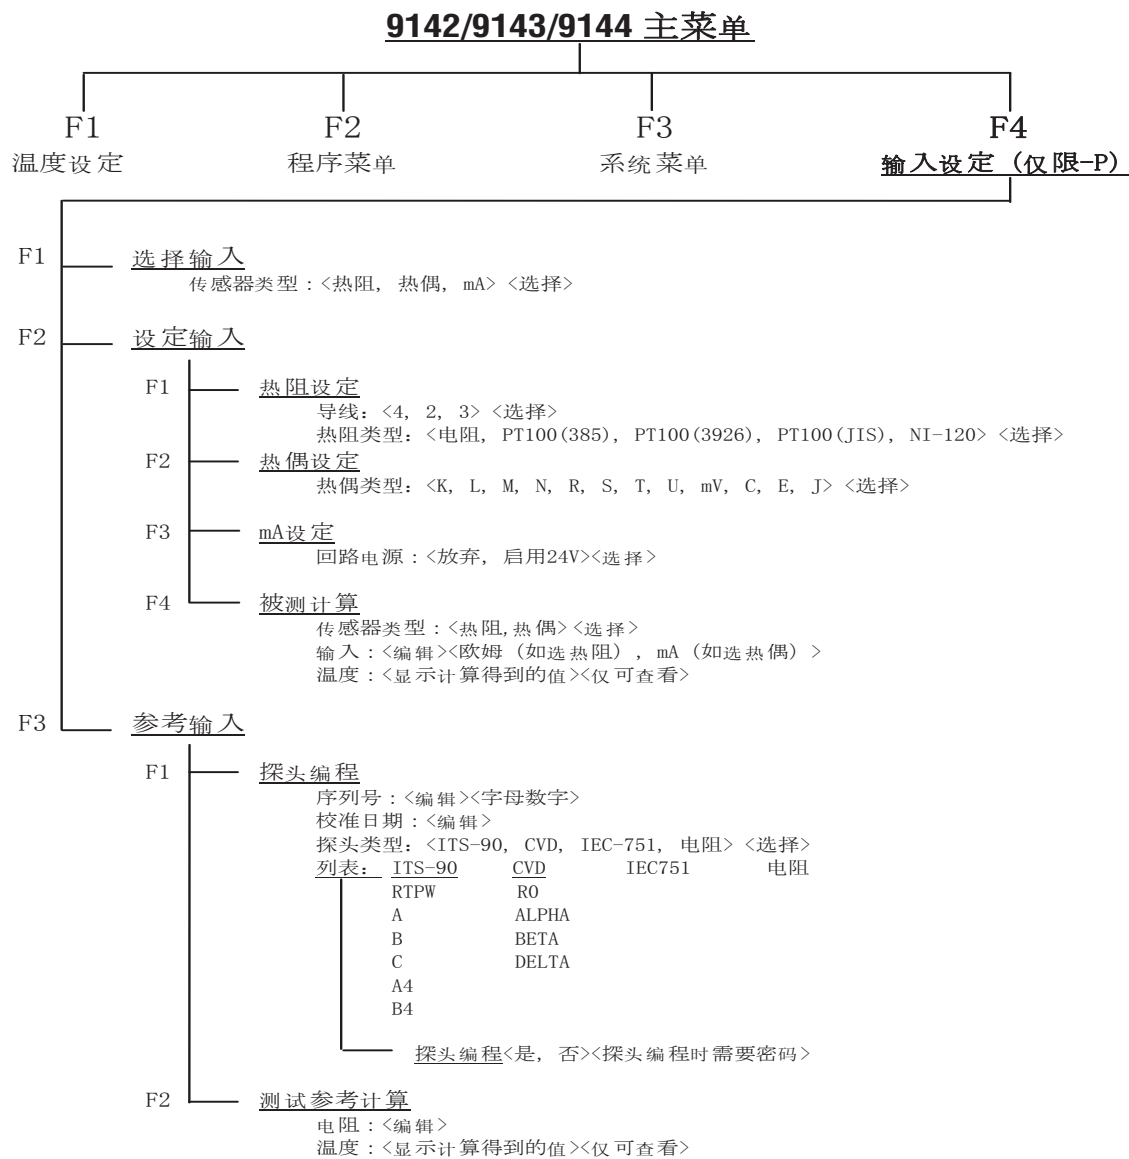 9142/9143/9144 主菜单
F1 F2 F3 F4
温度设定 程序菜单 系统菜单 输入设定 (仅限-P)
F1 选择输入
传感器类型：<热阻, 热偶, mA> <选择>
F2 设定输入
F1 热阻设定
导线: <4, 2, 3> <选择>
热阻类型: <电阻, PT100(385), PT100(3926), PT100(JIS), NI-120> <选择>
F2 热偶设定
热偶类型: <K, L, M, N, R, S, T, U, mV, C, E, J> <选择>
F3 mA设定
回路电源：<放弃, 启用24V><选择>
F4 被测计算
传感器类型：<热阻,热偶><选择>
输入：<编辑><欧姆 (如选热阻) , mA (如选热偶) >
温度：<显示计算得到的值><仅可查看>
F3 参考输入
F1 探头编程
序列号：<编辑><字母数字>
校准日期：<编辑>
探头类型: <ITS-90, CVD, IEC-751, 电阻> <选择>
列表: ITS-90 CVD IEC751 电阻
RTPW R0
A ALPHA
B BETA
C DELTA
A4
B4
探头编程<是, 否><探头编程时需要密码>
F2 测试参考计算
电阻：<编辑>
温度：<显示计算得到的值><仅可查看>